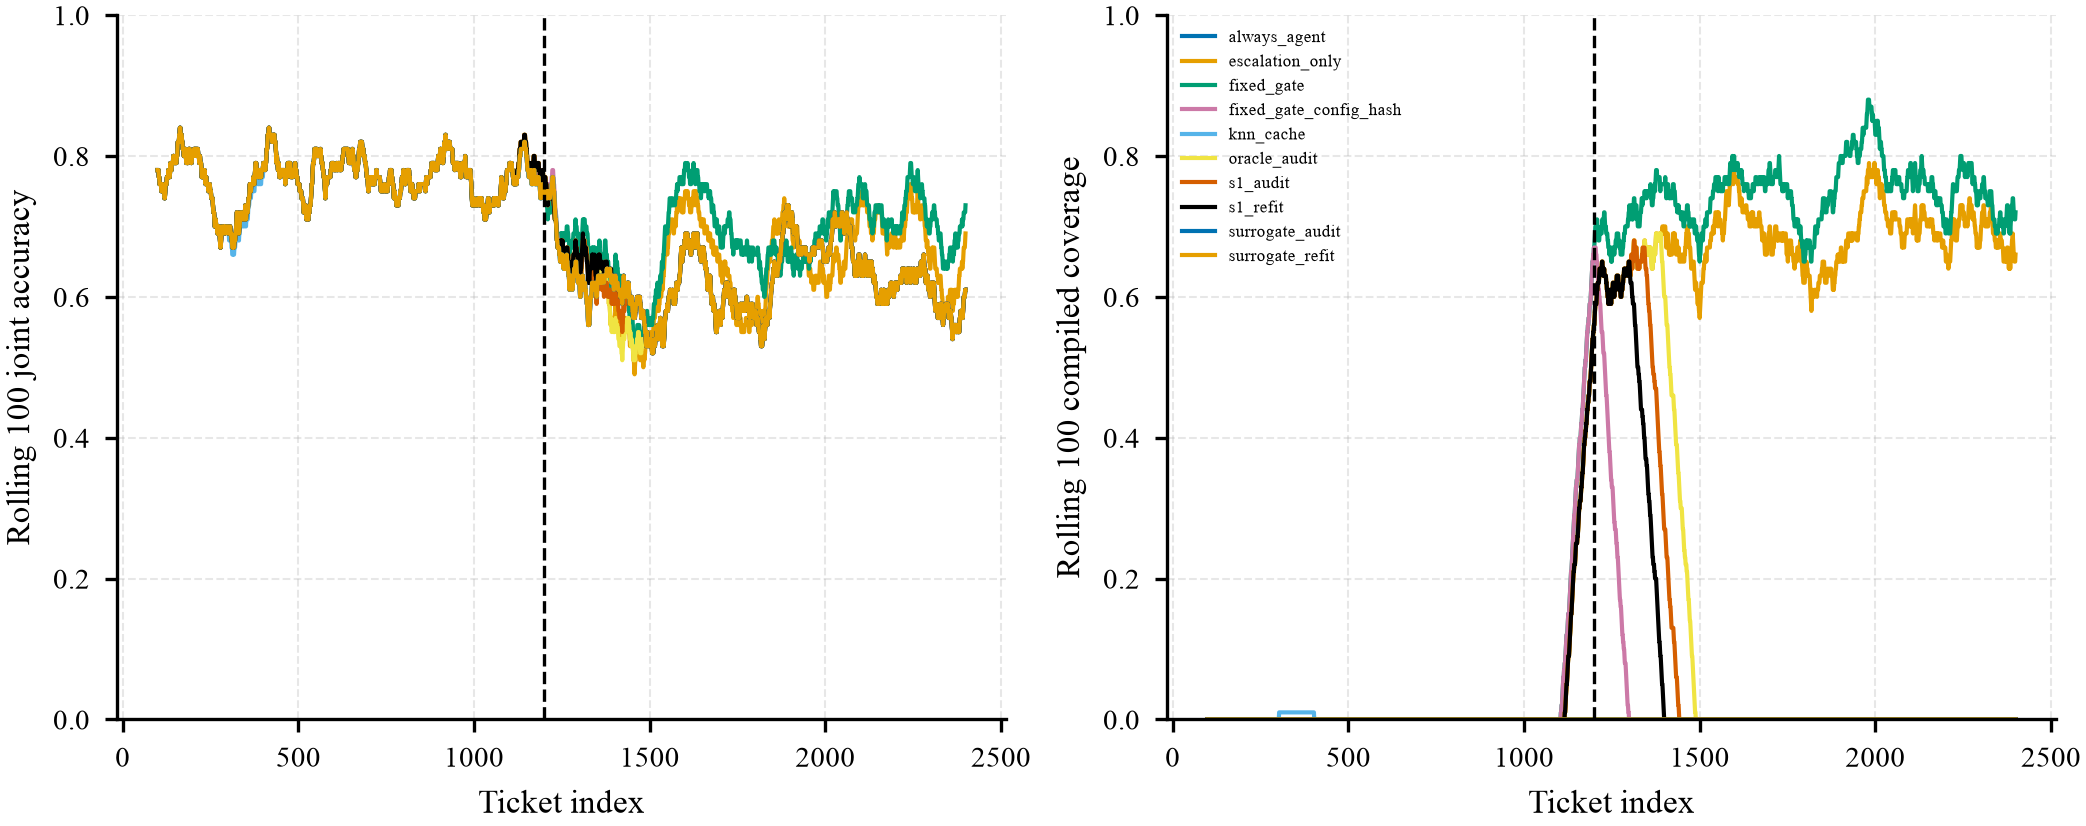 Rolling 100 joint accuracy
1.0
0.8
0.6
0.4
0.2
0.0
0
500
1000
1500
2000
2500
Ticket index
Rolling 100 compiled coverage
1.0
0.8
0.6
0.4
0.2
0.0
always_agent
escalation_only
fixed_gate
fixed_gate_config_hash
knn_cache
oracle_audit
s1_audit
s1_refit
surrogate_audit
surrogate_refit
0
500
1000
1500
2000
2500
Ticket index